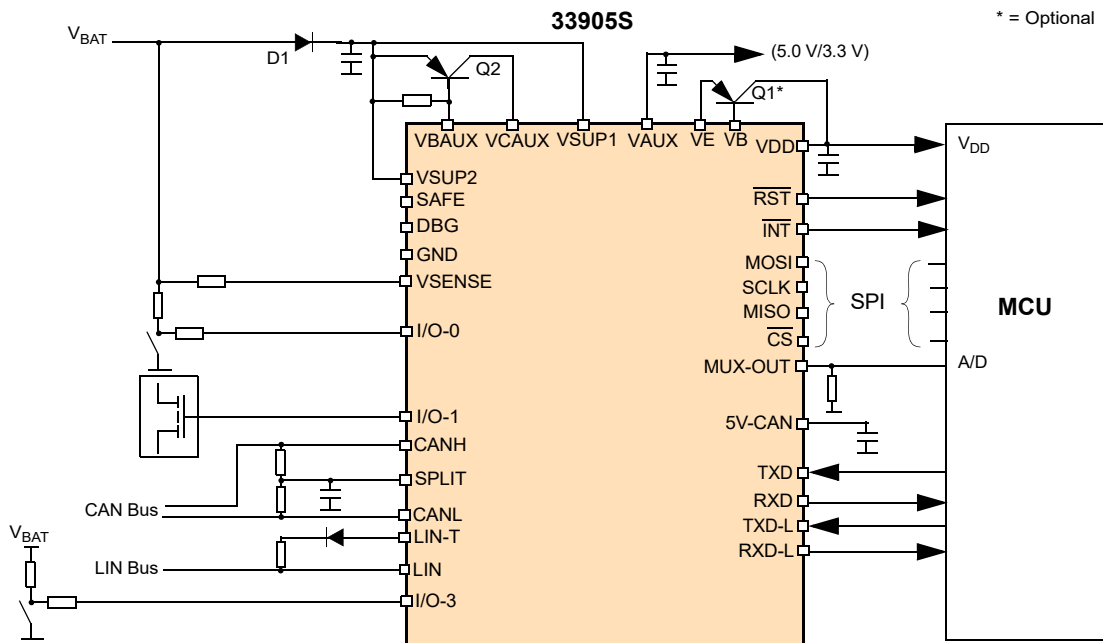 33905S
* = Optional
VBAT
D1
Q2
(5.0 V/3.3 V)
Q1*
VBAUX
VCAUX
VSUP1
VAUX
VE
VB
VDD
VDD
VSUP2
SAFE
DBG
GND
VSENSE
I/O-0
I/O-1
CANH
SPLIT
CANL
LIN-T
LIN
I/O-3
CAN Bus
VBAT
LIN Bus
RST
INT
MOSI
SCLK
MISO
CS
SPI
MUX-OUT
5V-CAN
TXD
RXD
TXD-L
RXD-L
MCU
A/D